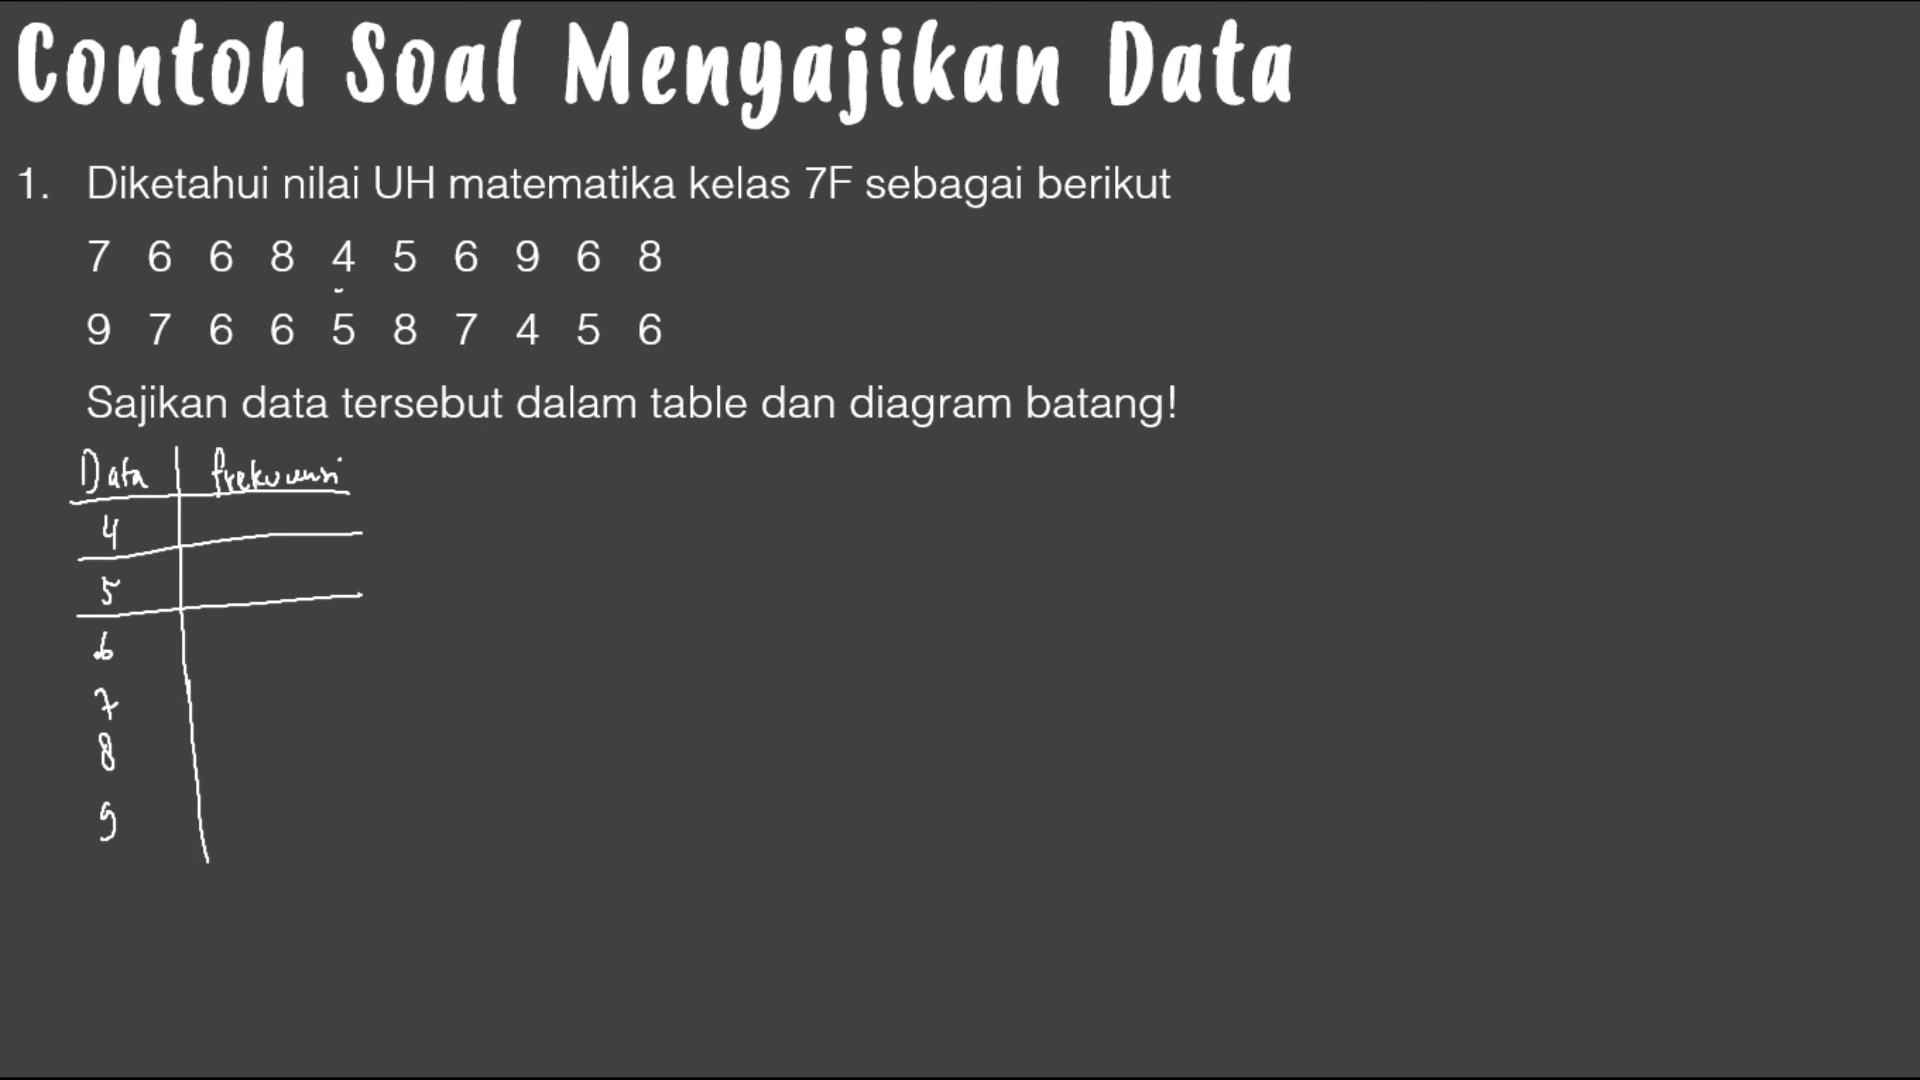 Contoh Soal Menyajikan Data
1. Diketahui nilai UH matematika kelas 7F sebagai berikut
7 6 6 8 4 5 6 9 6 8
9 7 6 6 5 8 7 4 5 6
Sajikan data tersebut dalam table dan diagram batang!
Data frekuensi
4
5
6
7
8
9